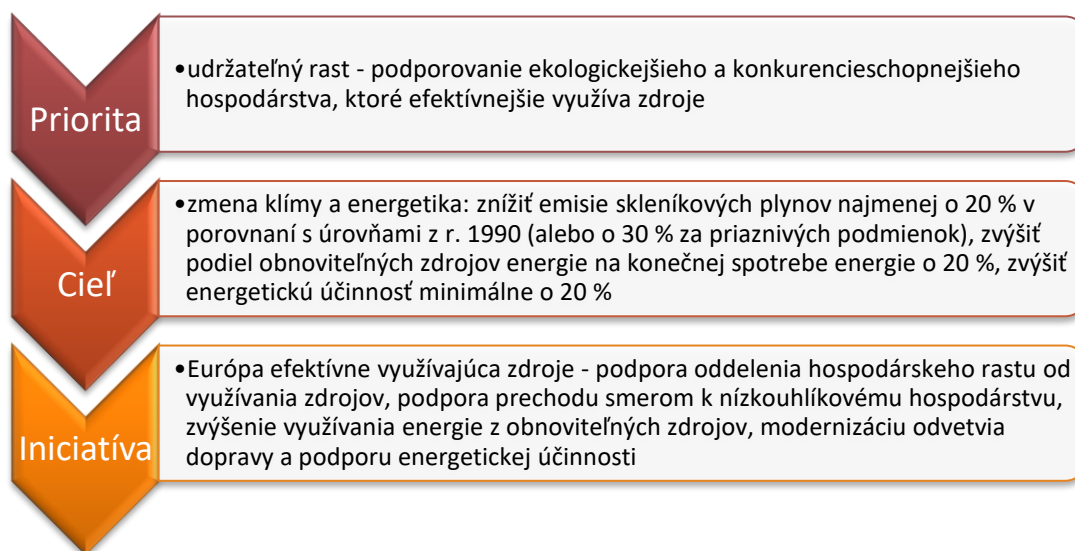 Priorita
•udržateľný rast - podporovanie ekologickejšieho a konkurencieschopnejšieho
hospodárstva, ktoré efektívnejšie využíva zdroje
Cieľ
•zmena klímy a energetika: znížiť emisie skleníkových plynov najmenej o 20 % v
porovnaní s úrovňami z r. 1990 (alebo o 30 % za priaznivých podmienok), zvýšiť
podiel obnoviteľných zdrojov energie na konečnej spotrebe energie o 20 %, zvýšiť
energetickú účinnosť minimálne o 20 %
Iniciatíva
•Európa efektívne využívajúca zdroje - podpora oddelenia hospodárskeho rastu od
využívania zdrojov, podpora prechodu smerom k nízkouhlíkovému hospodárstvu,
zvýšenie využívania energie z obnoviteľných zdrojov, modernizáciu odvetvia
dopravy a podporu energetickej účinnosti